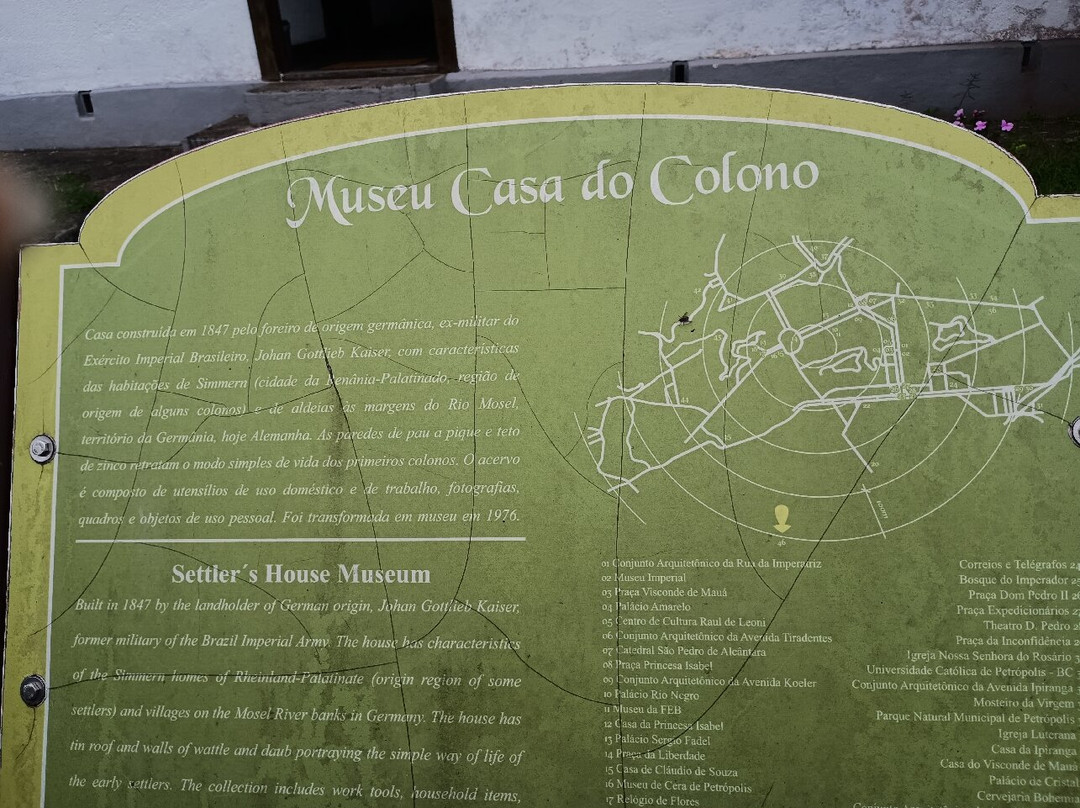 Museu Casa do Colono
Casa construída em 1847 pelo foreiro de origem germânica, ex-militar do
Exército Imperial Brasileiro, Johan Gottlieb Kaiser, com características
das habitações de Simmern (cidade da Renânia-Palatinado, região de
origem de alguns colonos) e de aldeias as margens do Rio Mosel,
território da Germânia, hoje Alemanha. As paredes de pau a pique e teto
de zinco retratam o modo simples de vida dos primeiros colonos. O acervo
é composto de utensílios de uso doméstico e de trabalho, fotografias,
quadros e objetos de uso pessoal. Foi transformada em museu em 1976.
Settler´s House Museum
Built in 1847 by the landholder of German origin, Johan Gottlieb Kaiser,
former military of the Brazil Imperial Army. The house has characteristics
of the Simmern homes of Rheinland-Palatinate (origin region of some
settlers) and villages on the Mosel River banks in Germany. The house has
tin roof and walls of wattle and daub portraying the simple way of life of
the early settlers. The collection includes work tools, household items,
01 Conjunto Arquitetônico da Rua da Imperatriz
02 Museu Imperial
03 Praça Visconde de Mauá
04 Palácio Amarelo
05 Centro de Cultura Raul de Leoni
06 Conjunto Arquitetônico da Avenida Tiradentes
07 Catedral São Pedro de Alcântara
08 Praça Princesa Isabel
09 Conjunto Arquitetônico da Avenida Koeler
10 Palácio Rio Negro
11 Museu da FEB
12 Casa da Princesa Isabel
13 Palácio Sergio Fadel
14 Praça da Liberdade
15 Casa de Cláudio de Souza
16 Museu de Cera de Petrópolis
17 Relógio de Flores
Correios e Telégrafos 24
Bosque do Imperador
Praça Dom Pedro II
Praça Expedicionários
Theatro D. Pedro
Praça da Inconfidência
Igreja Nossa Senhora do Rosário
Universidade Católica de Petrópolis - BC
Conjunto Arquitetônico da Avenida Ipiranga
Mosteiro da Virgem
Parque Natural Municipal de Petrópolis
Igreja Luterana
Casa da Ipiranga
Casa do Visconde de Mauá
Palácio de Cristal
Cervejaria Bohemia